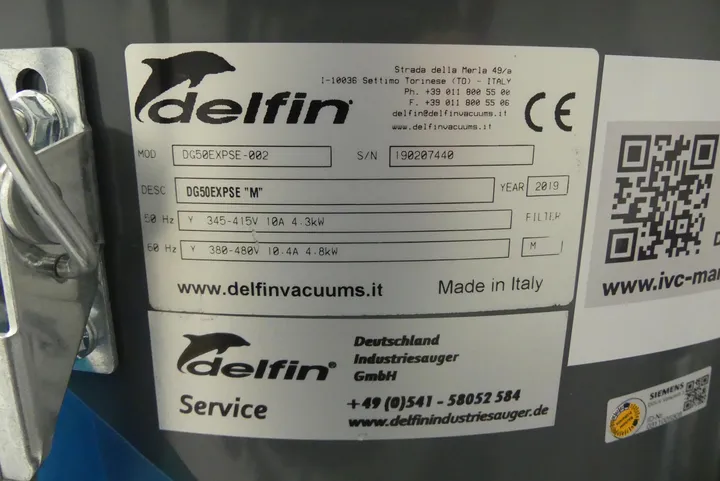 delfin
Strada della Merla 49/a
I-10036 Settimo Torinese (TO) - ITALY
Ph. +39 011 800 55 00
F. +39 011 800 55 06
delfin@delfinvacuums.com
www.delfinvacuums.it
CE
MOD DG50EXPSE-002 S/N 190207440
DESC DG50EXPSE "M" YEAR 2019
50 Hz Y 345-415V 10A 4.3kW FILTER
60 Hz Y 380-480V 10.4A 4.8kW M
www.delfinvacuums.it Made in Italy
delfin®
Service
Deutschland
Industriesauger
GmbH
+49 (0)541 - 58052 584
www.delfinindustriesauger.de
www.ivc-mar
SIEMENS